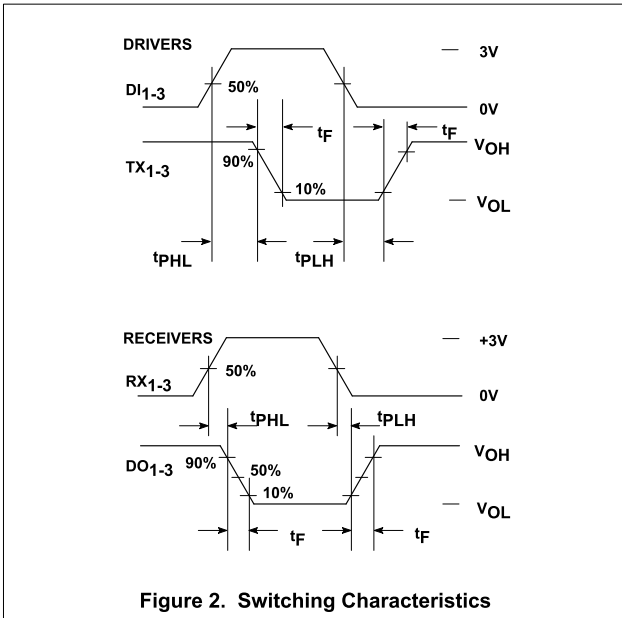 DRIVERS
3V
DI1-3
50%
0V
tF
tF
VOH
TX1-3
90%
10%
VOL
tPHL
tPLH
RECEIVERS
+3V
RX1-3
50%
0V
tPHL
tPLH
VOH
DO1-3
90%
50%
10%
VOL
tF
tF
Figure 2. Switching Characteristics